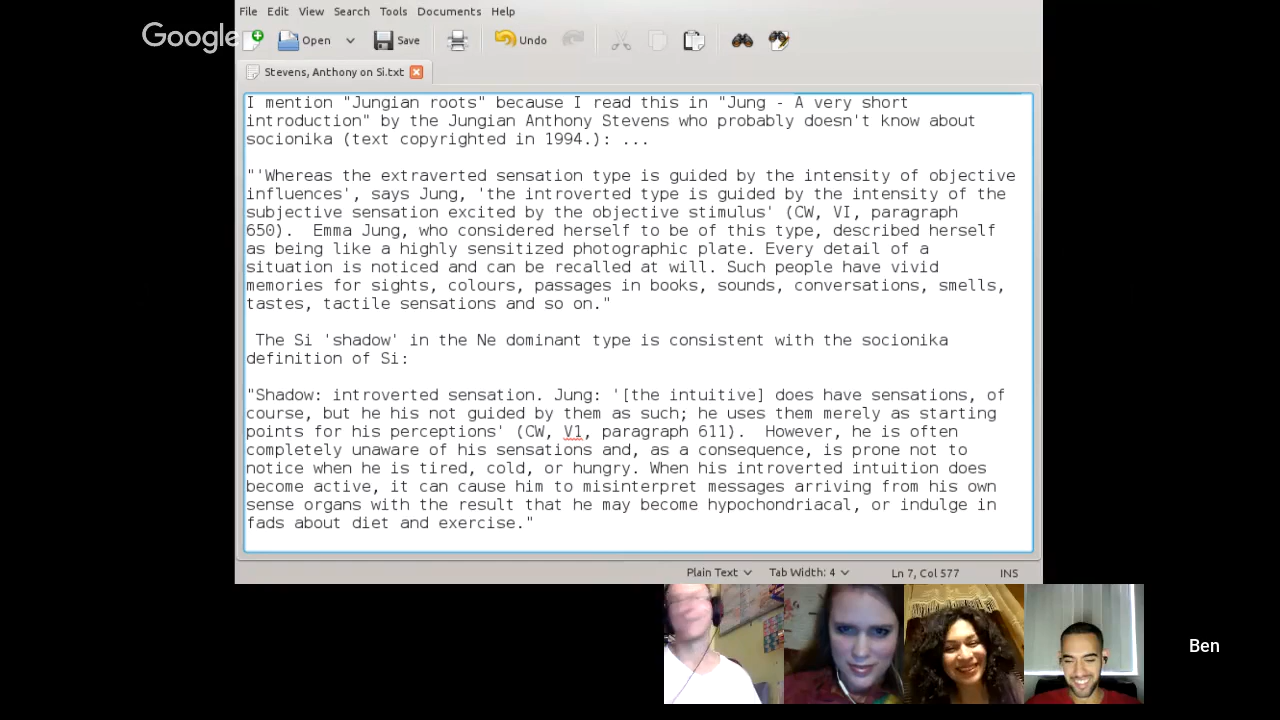 File Edit View Search Tools Documents Help
Google
Open Save Undo
Stevens, Anthony on Si.txt
I mention "Jungian roots" because I read this in "Jung - A very short
introduction" by the Jungian Anthony Stevens who probably doesn't know about
socionika (text copyrighted in 1994.): ...
"'Whereas the extraverted sensation type is guided by the intensity of objective
influences', says Jung, 'the introverted type is guided by the intensity of the
subjective sensation excited by the objective stimulus' (CW, VI, paragraph
650).  Emma Jung, who considered herself to be of this type, described herself
as being like a highly sensitized photographic plate. Every detail of a
situation is noticed and can be recalled at will. Such people have vivid
memories for sights, colours, passages in books, sounds, conversations, smells,
tastes, tactile sensations and so on."
The Si 'shadow' in the Ne dominant type is consistent with the socionika
definition of Si:
"Shadow: introverted sensation. Jung: '[the intuitive] does have sensations, of
course, but he his not guided by them as such; he uses them merely as starting
points for his perceptions' (CW, V1, paragraph 611).  However, he is often
completely unaware of his sensations and, as a consequence, is prone not to
notice when he is tired, cold, or hungry. When his introverted intuition does
become active, it can cause him to misinterpret messages arriving from his own
sense organs with the result that he may become hypochondriacal, or indulge in
fads about diet and exercise."
Plain Text Tab Width: 4 Ln 7, Col 577 INS
Ben